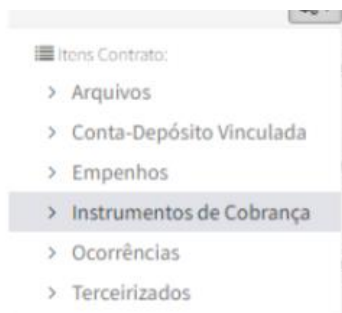 Itens Contrato:
Arquivos
Conta-Depósito Vinculada
Empenhos
Instrumentos de Cobrança
Ocorrências
Terceirizados